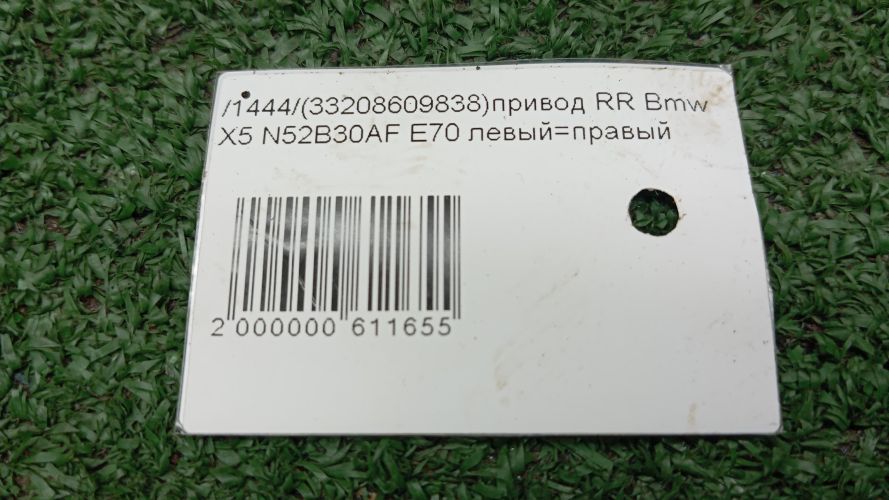 /1444/(33208609838)привод RR Bmw
X5 N52B30AF E70 левый=правый
2 000000 611655